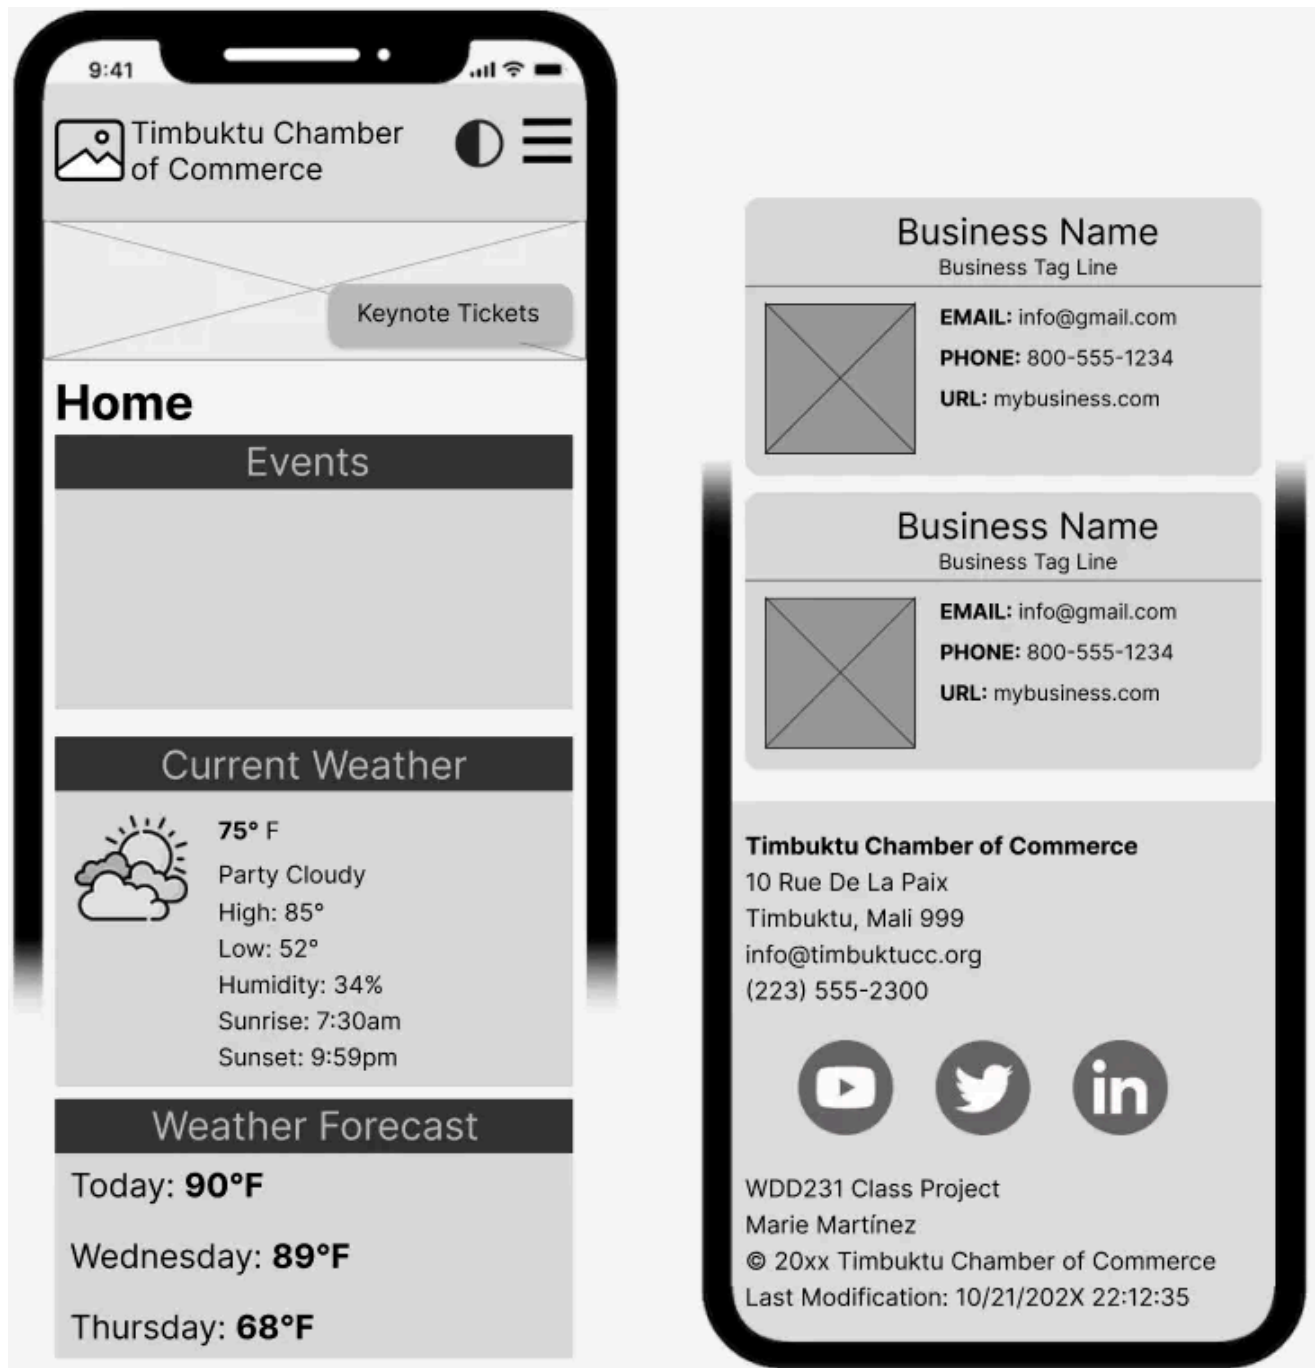 9:41
Timbuktu Chamber
of Commerce
Keynote Tickets
Home
Events
Current Weather
75° F
Party Cloudy
High: 85°
Low: 52°
Humidity: 34%
Sunrise: 7:30am
Sunset: 9:59pm
Weather Forecast
Today: 90°F
Wednesday: 89°F
Thursday: 68°F
Business Name
Business Tag Line
EMAIL: info@gmail.com
PHONE: 800-555-1234
URL: mybusiness.com
Business Name
Business Tag Line
EMAIL: info@gmail.com
PHONE: 800-555-1234
URL: mybusiness.com
Timbuktu Chamber of Commerce
10 Rue De La Paix
Timbuktu, Mali 999
info@timbuktucc.org
(223) 555-2300
in
WDD231 Class Project
Marie Martínez
© 20xx Timbuktu Chamber of Commerce
Last Modification: 10/21/202X 22:12:35